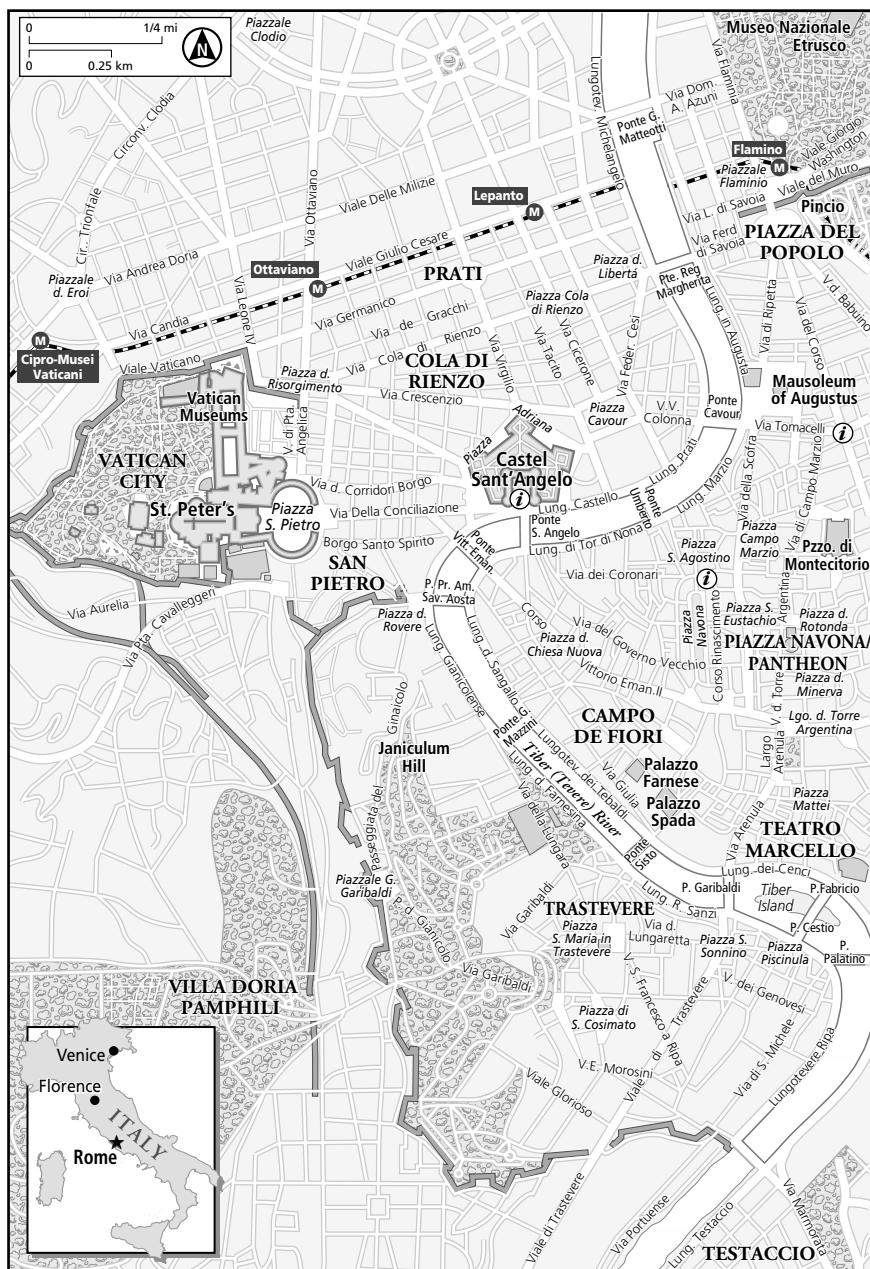 0
1/4 mi
0
0.25 km
N
Piazzale
Clodio
Museo Nazionale
Etrusco
Circonv. Clodia
Via Ottaviano
Lungotev. Michelangelo
Via Flaminia
Via Dom.
A. Azuni
Ponte G.
Matteotti
Flamino
M
Viale Giorgio
Washington
Piazzale
Flaminio
Viale del Muro
Cir.. Trionfale
Viale Delle Milizie
Lepanto
M
Via L. di Savoia
Pincio
PIAZZA DEL
POPOLO
Via Ferd
di Savoia
Piazzale
d. Eroi
Via Andrea Doria
Via Leone IV
Ottaviano
M
Viale Giulio Cesare
PRATI
Piazza d.
Libertá
Pte. Reg.
Margherita
Lung. in Augusta
Via di Ripetta
Via del Corso
V.d. Babuino
M
Cipro-Musei
Vaticani
Via Candia
Via Germanico
Via de Gracchi
Via Cola di Rienzo
Piazza Cola
di Rienzo
Via Feder. Cesi
Viale Vaticano
Piazza d.
Risorgimento
COLA DI
RIENZO
Via Virgilio
Via Tacito
Via Cicerone
Via Crescenzio
Piazza
Cavour
V.V.
Colonna
Ponte
Cavour
Mausoleum
of Augustus
Vatican
Museums
V. di Pta.
Angelica
Piazza
Adriana
Via Tomacelli
i
VATICAN
CITY
Castel
Sant'Angelo
i
Lung. Prati
Lung. Marzio
Via della Scofra
Via di Campo Marzio
St. Peter's
Piazza
S. Pietro
Via d. Corridori Borgo
Via Della Conciliazione
Borgo Santo Spirito
Lung. Castello
Ponte
Umberto
Ponte
S. Angelo
Lung. di Tor di Nona
Ponte
Vitt. Eman.
Piazza
S. Agostino
Piazza
Campo
Marzio
Pzzo. di
Montecitorio
SAN
PIETRO
Via dei Coronari
i
Via Aurelia
Via Pta. Cavalleggeri
P. Pr. Am.
Sav. Aosta
Piazza d.
Rovere
Corso
Vittorio Eman.II
Piazza d.
Chiesa Nuova
Via del Governo Vecchio
Piazza
Navona
Corso Rinascimento
Piazza S.
Eustachio
Argentina
Piazza d.
Rotonda
PIAZZA NAVONA/
PANTHEON
Piazza d.
Minerva
Lung. Gianicolense
Lung. d. Sangallo
Ponte G.
Mazzini
Passeggiata del
Ginaicolo
Janiculum
Hill
CAMPO
DE FIORI
V. d. Torre
Lgo. d. Torre
Argentina
Largo
Arenula
Lungotev. dei Tebaldi
Tiber (Tevere) River
Lung. d. Farnesina
Via Giulia
Palazzo
Farnese
Palazzo
Spada
Piazza
Mattei
Via Arenula
TEATRO
MARCELLO
Via della Lungara
Ponte
Sisto
Lung. dei Cenci
Piazzale G.
Garibaldi
P. d. Gianicolo
Via Garibaldi
TRASTEVERE
Lung. R. Sanzi
P. Garibaldi
Tiber
Island
P.Fabricio
P. Cestio
P.
Palatino
Piazza
S. Maria in
Trastevere
Via d.
Lungaretta
Piazza S.
Sonnino
Piazza
Piscinula
Via Garibaldi
V. S. Francesco a Ripa
Viale di Trastevere
V. dei Genovesi
VILLA DORIA
PAMPHILI
Piazza di
S. Cosimato
V.E. Morosini
Via di S. Michele
Lungotevere Ripa
Viale Glorioso
Venice
Florence
ITALY
Rome
Viale di Trastevere
Via Portuense
Lung. Testaccio
Via Marmorata
TESTACCIO